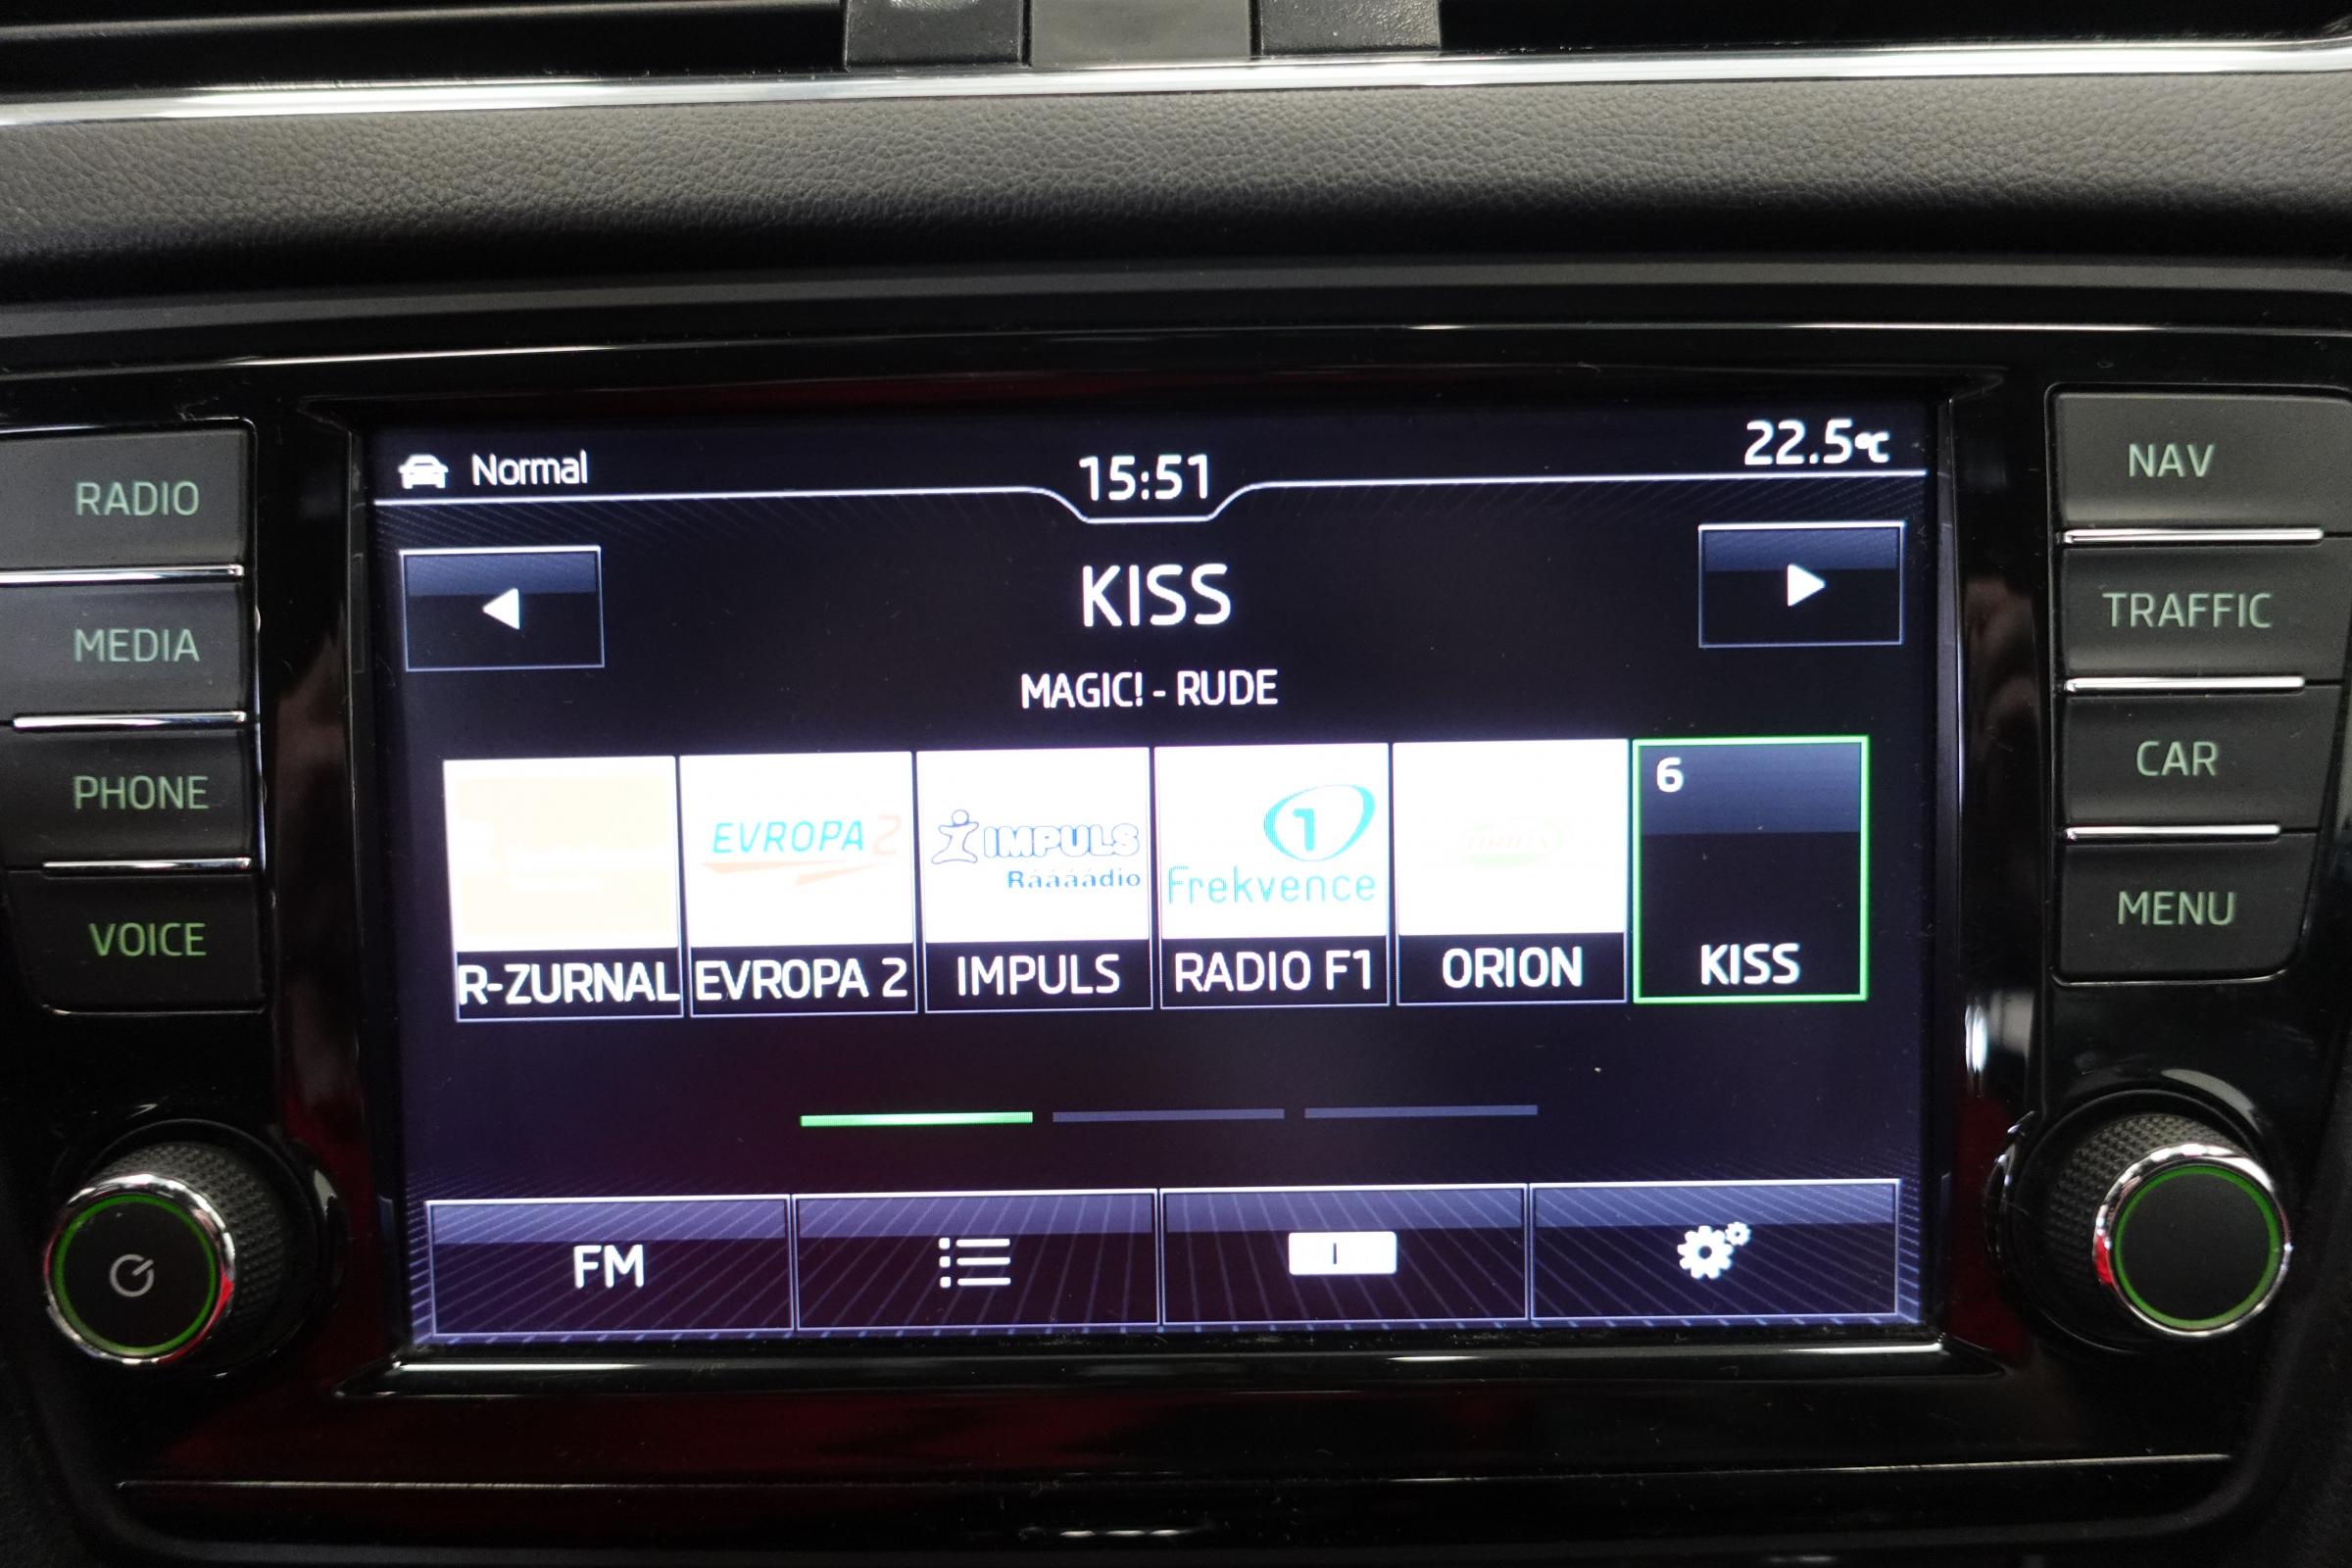 Normal
15:51
22.5°C
KISS
MAGIC! - RUDE
EVROPA 2
IMPULS
Ráááádio
1
Frekvence
6
R-ZURNAL
EVROPA 2
IMPULS
RADIO F1
ORION
KISS
FM
RADIO
MEDIA
PHONE
VOICE
NAV
TRAFFIC
CAR
MENU